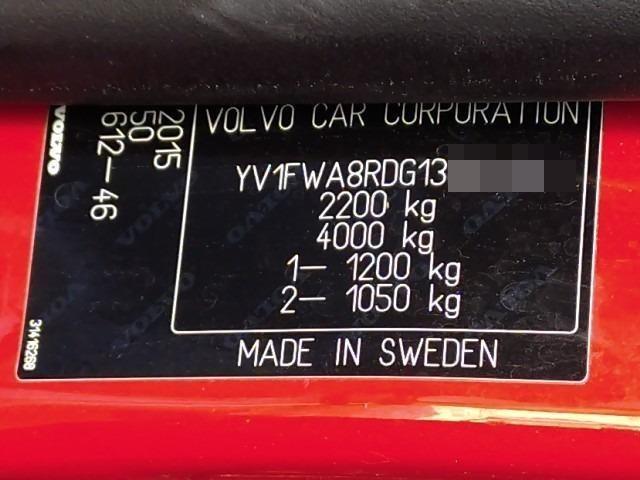 VOLVO CAR CORPORATION
YV1FWA8RDG13
2200 kg
4000 kg
1– 1200 kg
2– 1050 kg
MADE IN SWEDEN
VOLVO
2015
50
612–46
31416268